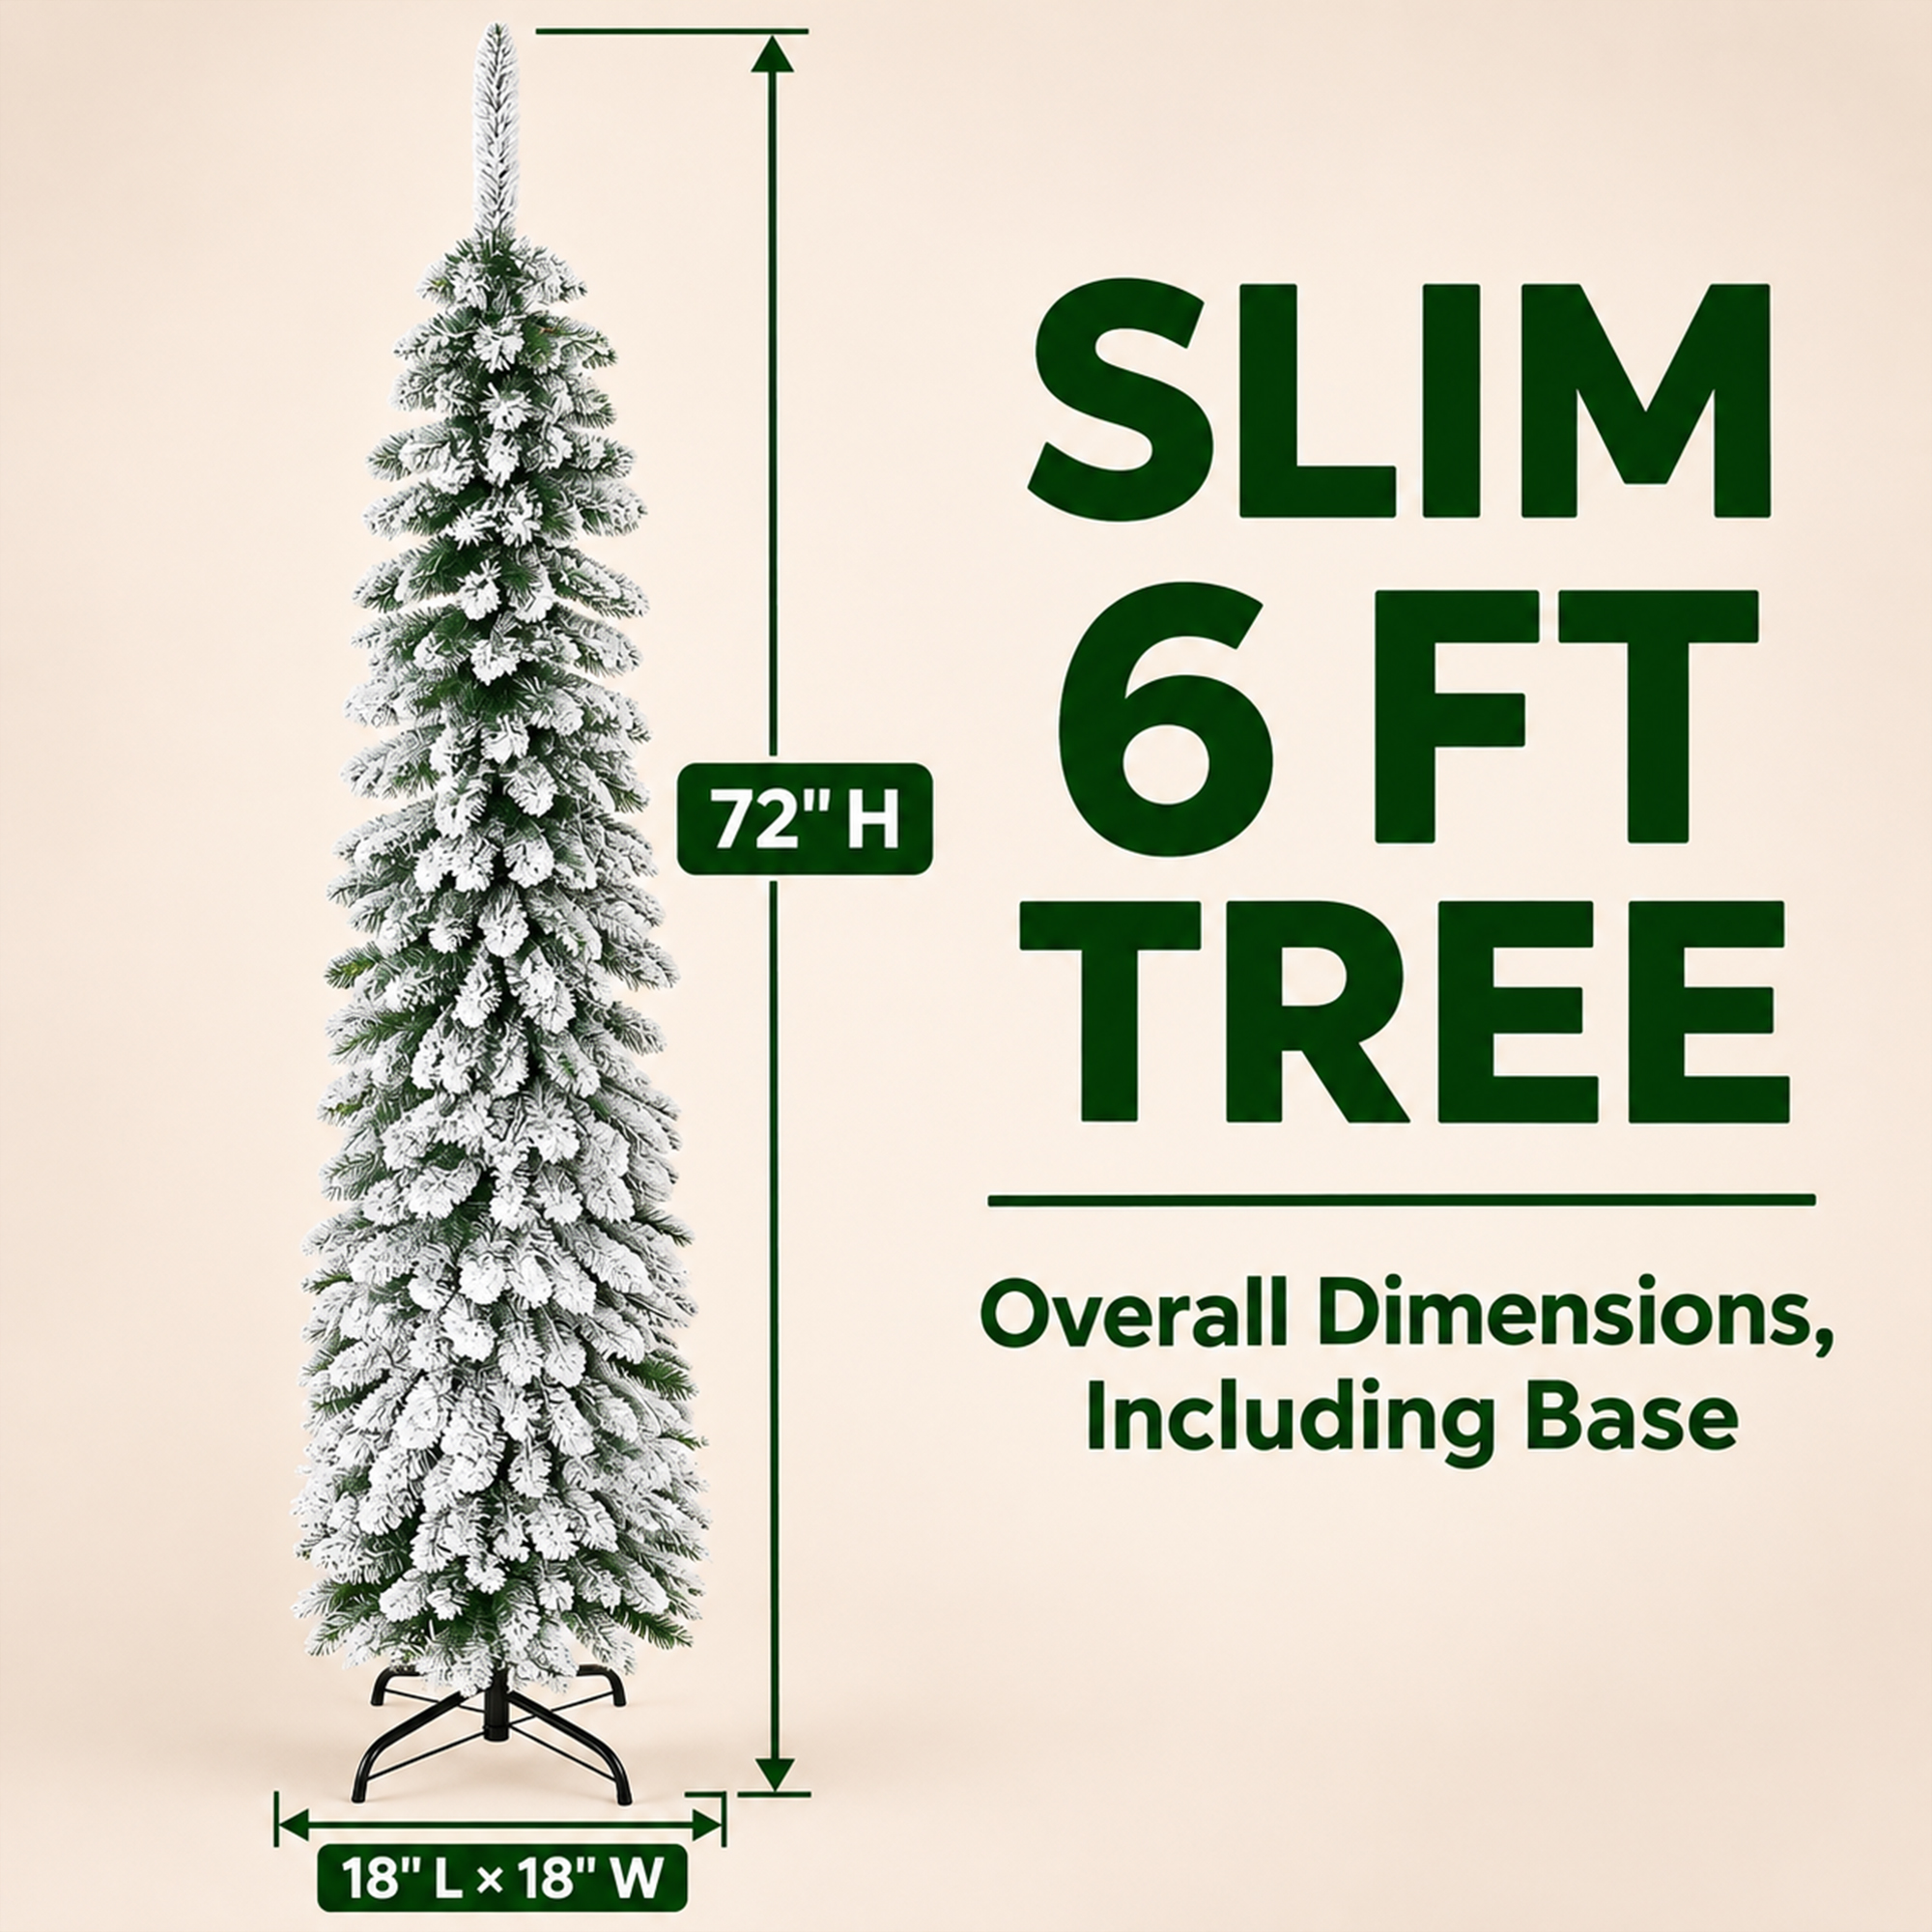 SLIM
6 FT
TREE
72" H
Overall Dimensions,
Including Base
18" L × 18" W